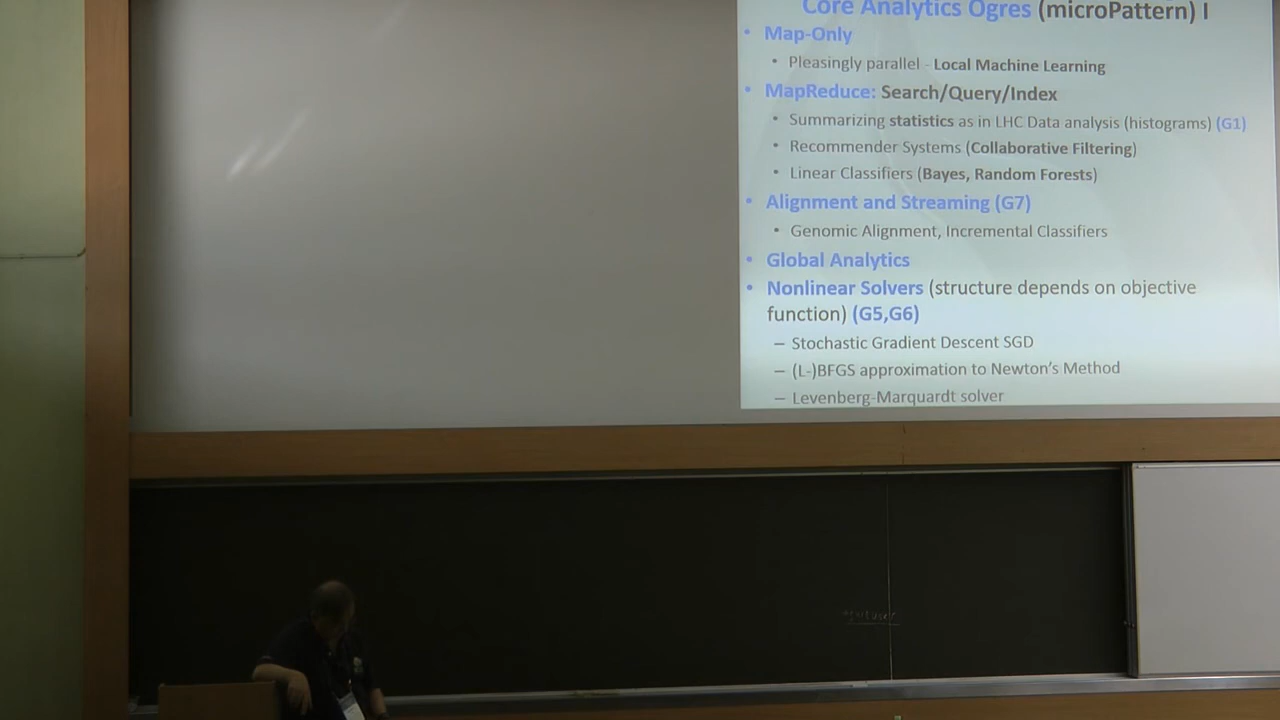 Core Analytics Ogres (microPattern) I
• Map-Only
• Pleasingly parallel - Local Machine Learning
• MapReduce: Search/Query/Index
• Summarizing statistics as in LHC Data analysis (histograms) (G1)
• Recommender Systems (Collaborative Filtering)
• Linear Classifiers (Bayes, Random Forests)
• Alignment and Streaming (G7)
• Genomic Alignment, Incremental Classifiers
• Global Analytics
• Nonlinear Solvers (structure depends on objective
function) (G5,G6)
– Stochastic Gradient Descent SGD
– (L-)BFGS approximation to Newton's Method
– Levenberg-Marquardt solver